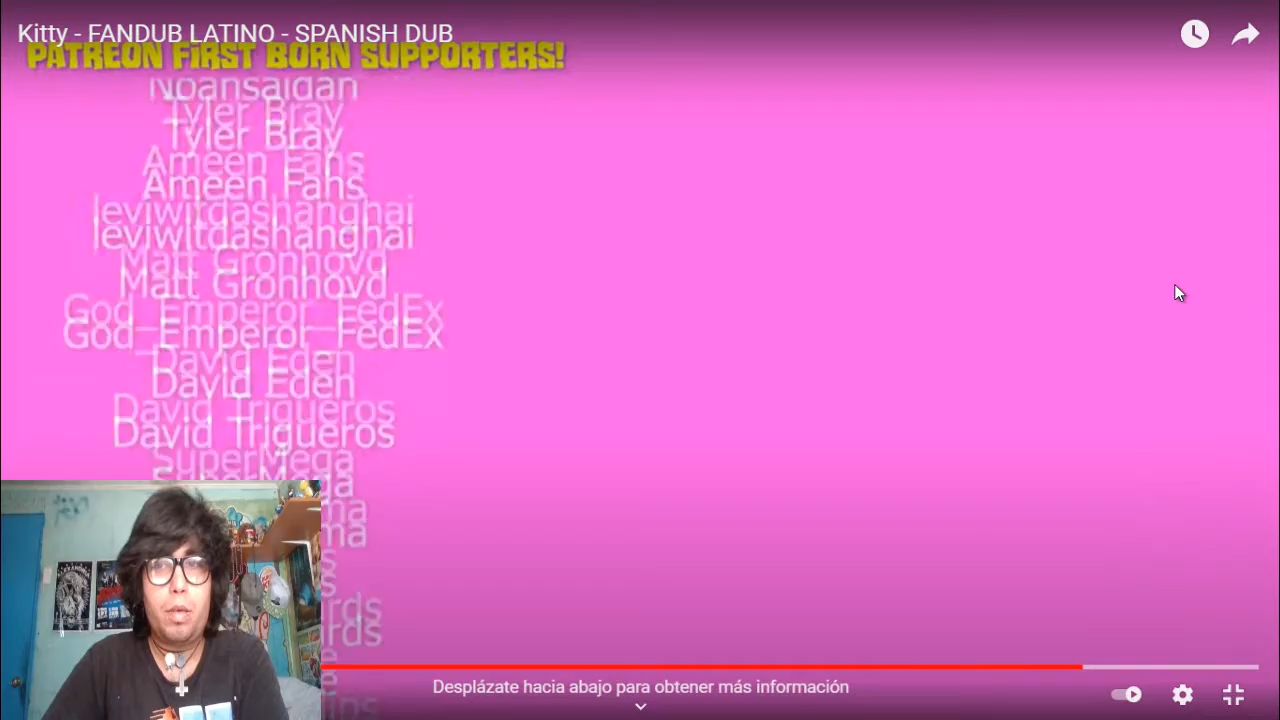 Kitty - FANDUB LATINO - SPANISH DUB
PATREON FIRST BORN SUPPORTERS!
Noansaidan
Tyler Bray
Tyler Bray
Ameen Fahs
Ameen Fahs
leviwitdashanghai
leviwitdashanghai
Matt Gronhovd
Matt Gronhovd
God_Emperor_FedEx
God_Emperor_FedEx
David Eden
David Eden
David Trigueros
David Trigueros
SuperMega
SuperMega
Desplázate hacia abajo para obtener más información